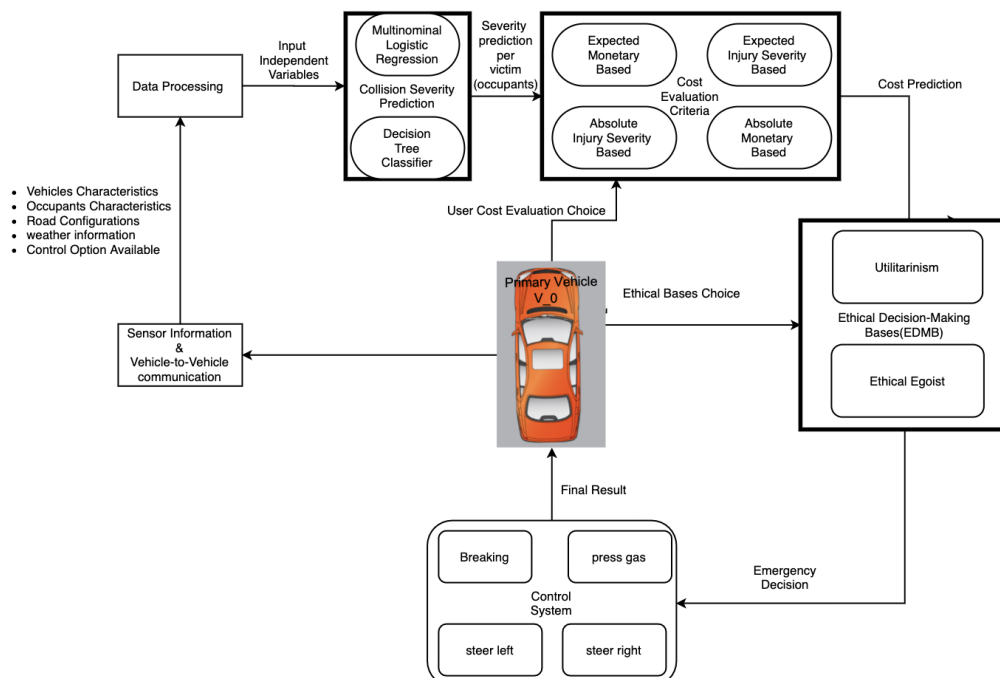 Data Processing
Input
Independent
Variables
Multinominal
Logistic
Regression
Collision Severity
Prediction
Decision
Tree
Classifier
Severity
prediction
per
victim
(occupants)
Expected
Monetary
Based
Expected
Injury Severity
Based
Cost
Evaluation
Criteria
Absolute
Injury Severity
Based
Absolute
Monetary
Based
Cost Prediction
• Vehicles Characteristics
• Occupants Characteristics
• Road Configurations
• weather information
• Control Option Available
User Cost Evaluation Choice
Primary Vehicle
V_0
Ethical Bases Choice
Utilitarinism
Ethical Decision-Making
Bases(EDMB)
Ethical Egoist
Sensor Information
&
Vehicle-to-Vehicle
communication
Final Result
Breaking
press gas
Control
System
steer left
steer right
Emergency
Decision